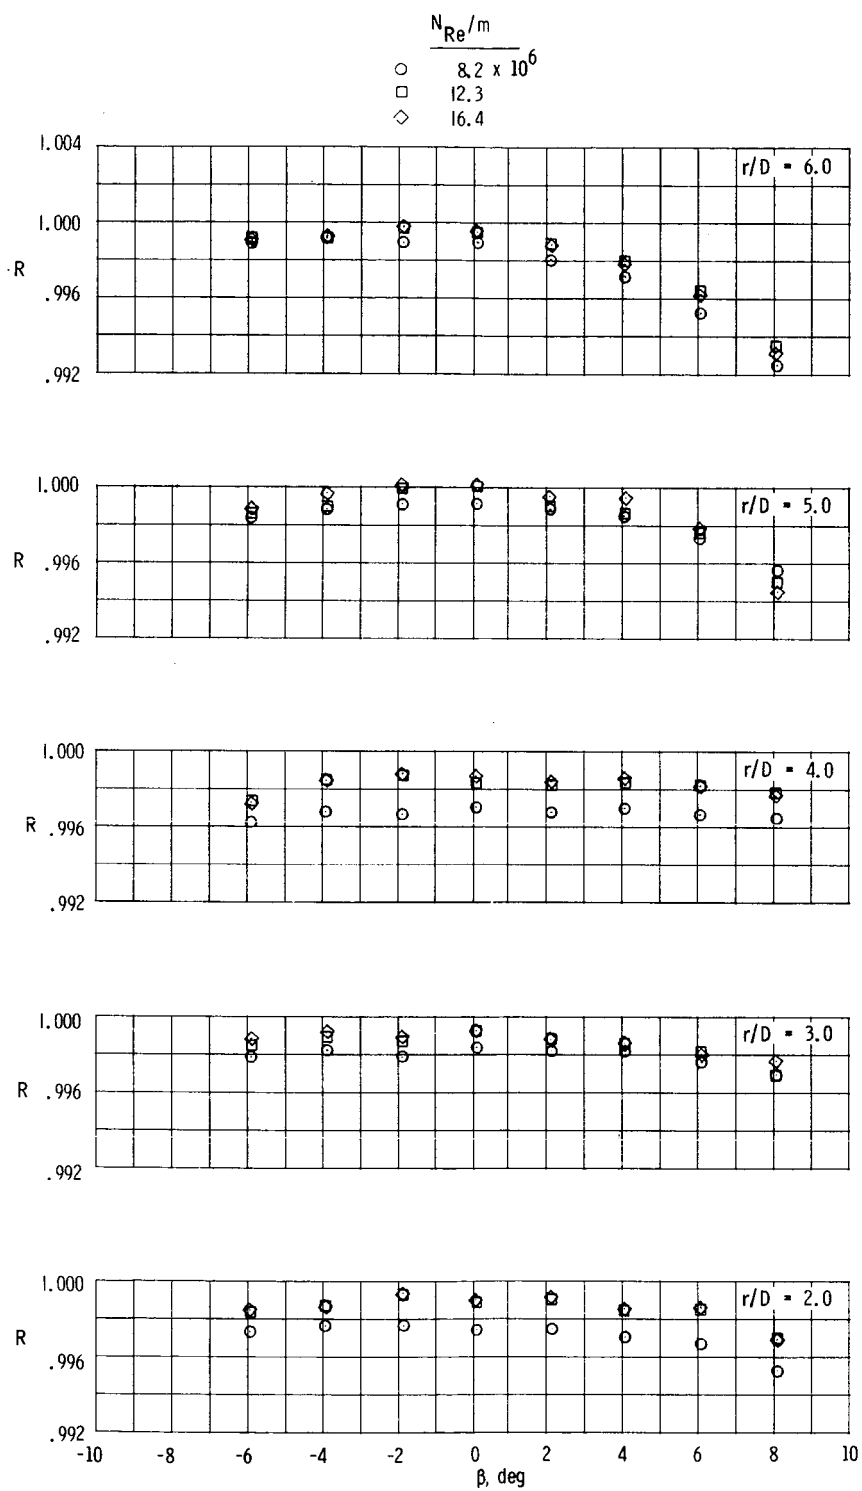 N_Re/m
8.2 x 10^6
12.3
16.4
1.004
r/D = 6.0
1.000
R
.996
.992
1.000
r/D = 5.0
R .996
.992
1.000
r/D = 4.0
R .996
.992
1.000
r/D = 3.0
R .996
.992
1.000
r/D = 2.0
R
.996
.992
-10 -8 -6 -4 -2 0 2 4 6 8 10
β, deg